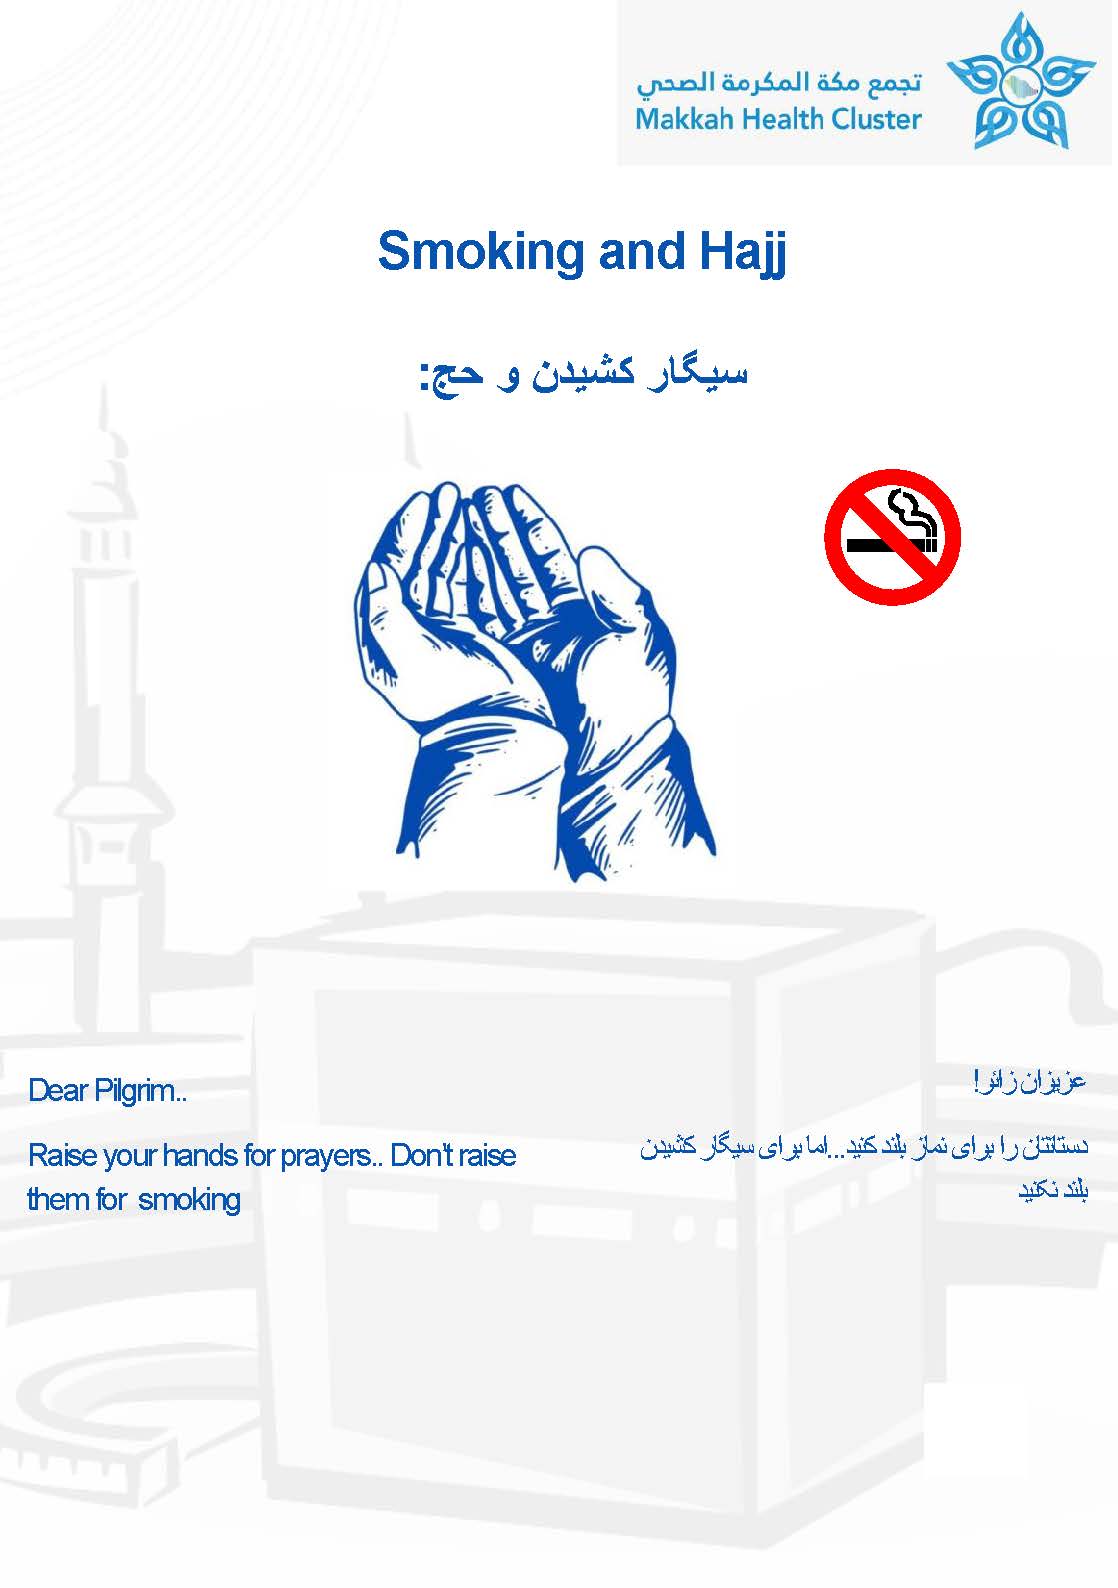 تجمع مكة المكرمة الصحي
Makkah Health Cluster
Smoking and Hajj
سیگار کشیدن و حج:
Dear Pilgrim..
Raise your hands for prayers.. Don't raise
them for smoking
عزیزان زائر!
دستانتان را برای نماز بلند کنید...اما برای سیگار کشیدن
بلند نکنید